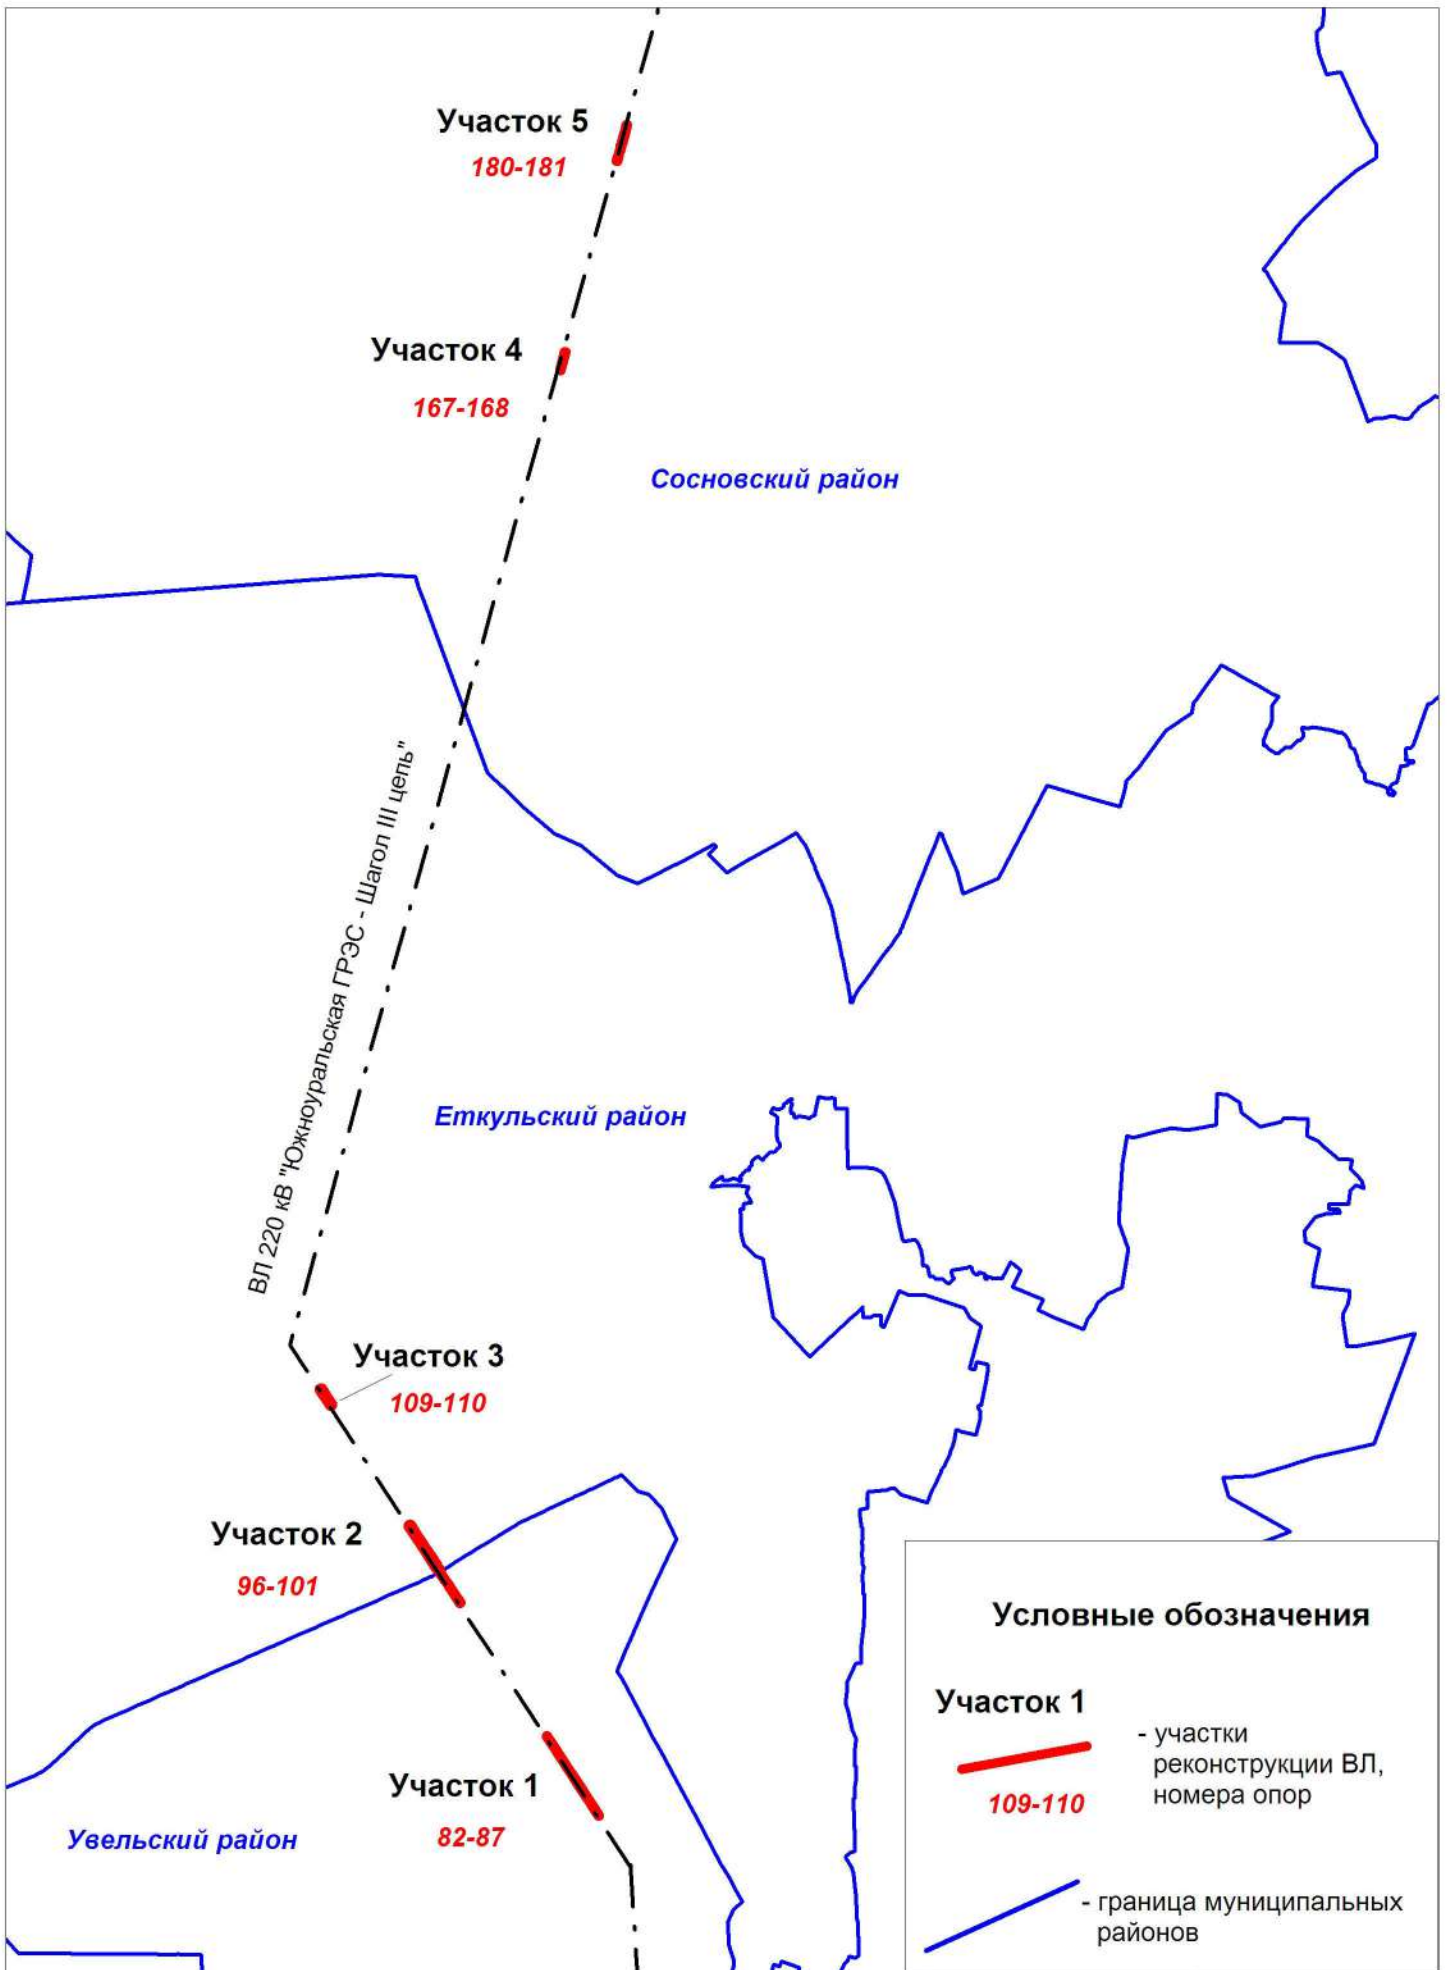 Участок 5
180-181
Участок 4
167-168
Сосновский район
ВЛ 220 кВ "Южноуральская ГРЭС - Шагол III цепь"
Еткульский район
Участок 3
109-110
Участок 2
96-101
Участок 1
82-87
Увельский район
Условные обозначения
Участок 1
109-110
- участки
реконструкции ВЛ,
номера опор
- граница муниципальных
районов